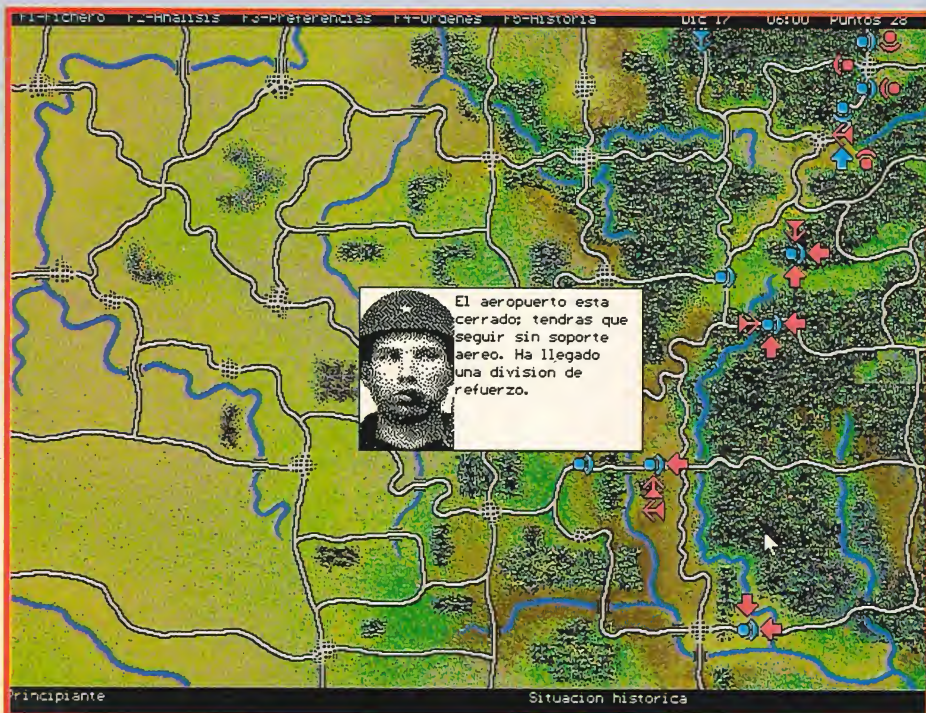 F1-Fichero F2-Analisis F3-Preferencias F4-Ordenes F5-Historia Dic 17 06:00 Puntos 28
El aeropuerto esta
cerrado; tendras que
seguir sin soporte
aereo. Ha llegado
una division de
refuerzo.
Principiante Situacion historica